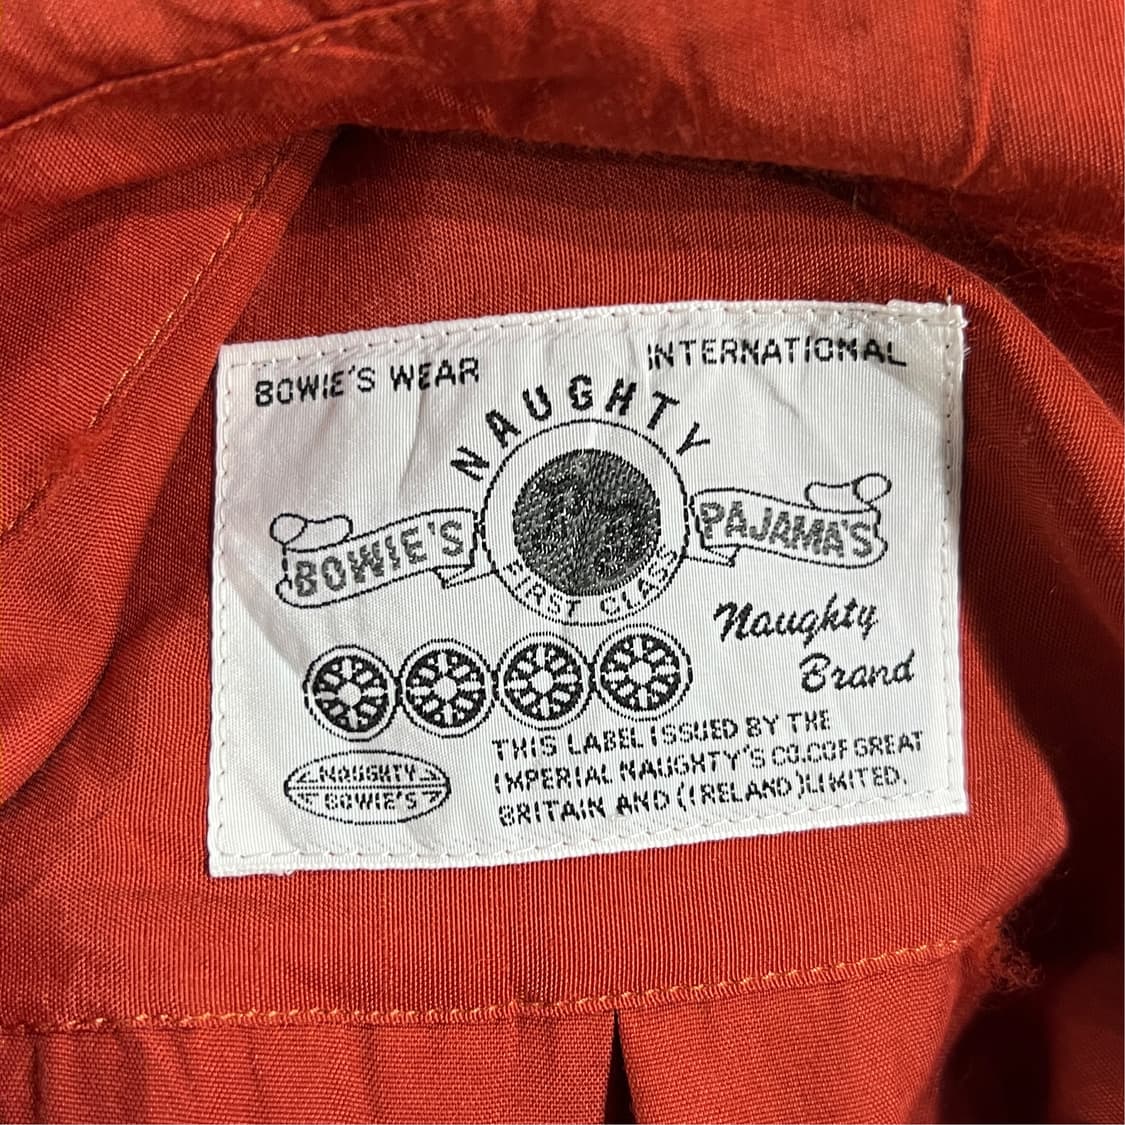 BOWIE'S WEAR INTERNATIONAL
NAUGHTY
BOWIE'S PAJAMA'S
FIRST CLASS
Naughty
Brand
THIS LABEL ISSUED BY THE
IMPERIAL NAUGHTY'S CO.COF GREAT
BRITAIN AND ((IRELAND)LIMITED.
NAUGHTY
BOWIE'S